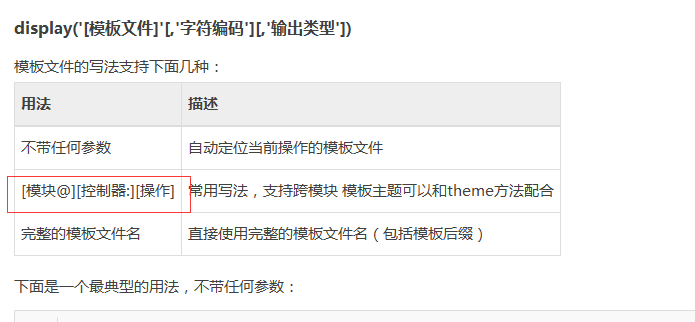 display('[模板文件]'[,'字符编码'][,'输出类型'])
模板文件的写法支持下面几种：
用法 描述
不带任何参数 自动定位当前操作的模板文件
[模块@][控制器:][操作] 常用写法，支持跨模块 模板主题可以和theme方法配合
完整的模板文件名 直接使用完整的模板文件名（包括模板后缀）
下面是一个最典型的用法，不带任何参数：